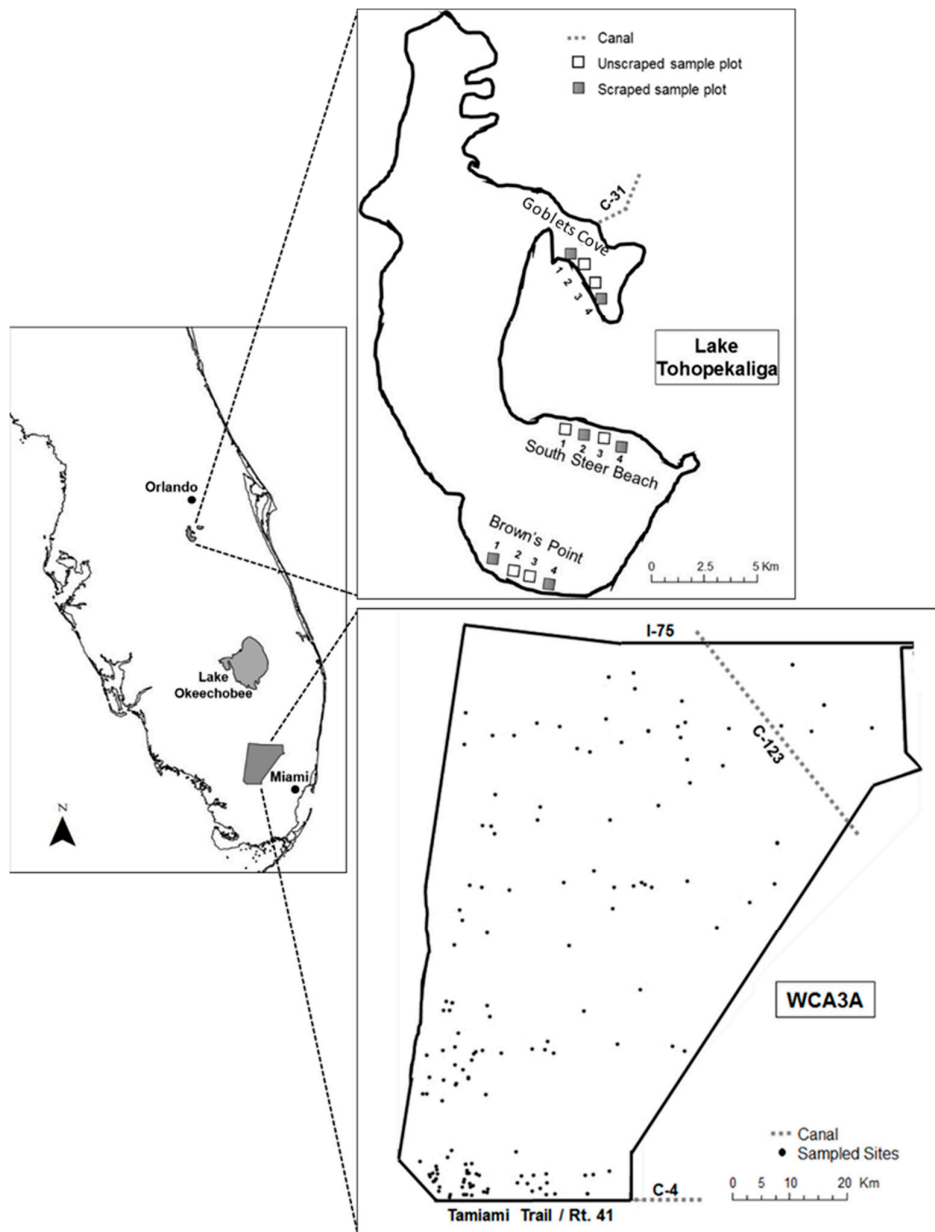 Canal
Unscraped sample plot
Scraped sample plot
C-31
Goblets Cove
1
2
3
4
Lake
Tohopekaliga
1
2
3
4
South Steer Beach
Brown's Point
1
2
3
4
0 2.5 5 Km
Orlando
Lake
Okeechobee
Miami
N
I-75
C-123
WCA3A
Canal
Sampled Sites
0 5 10 20 Km
C-4
Tamiami Trail / Rt. 41